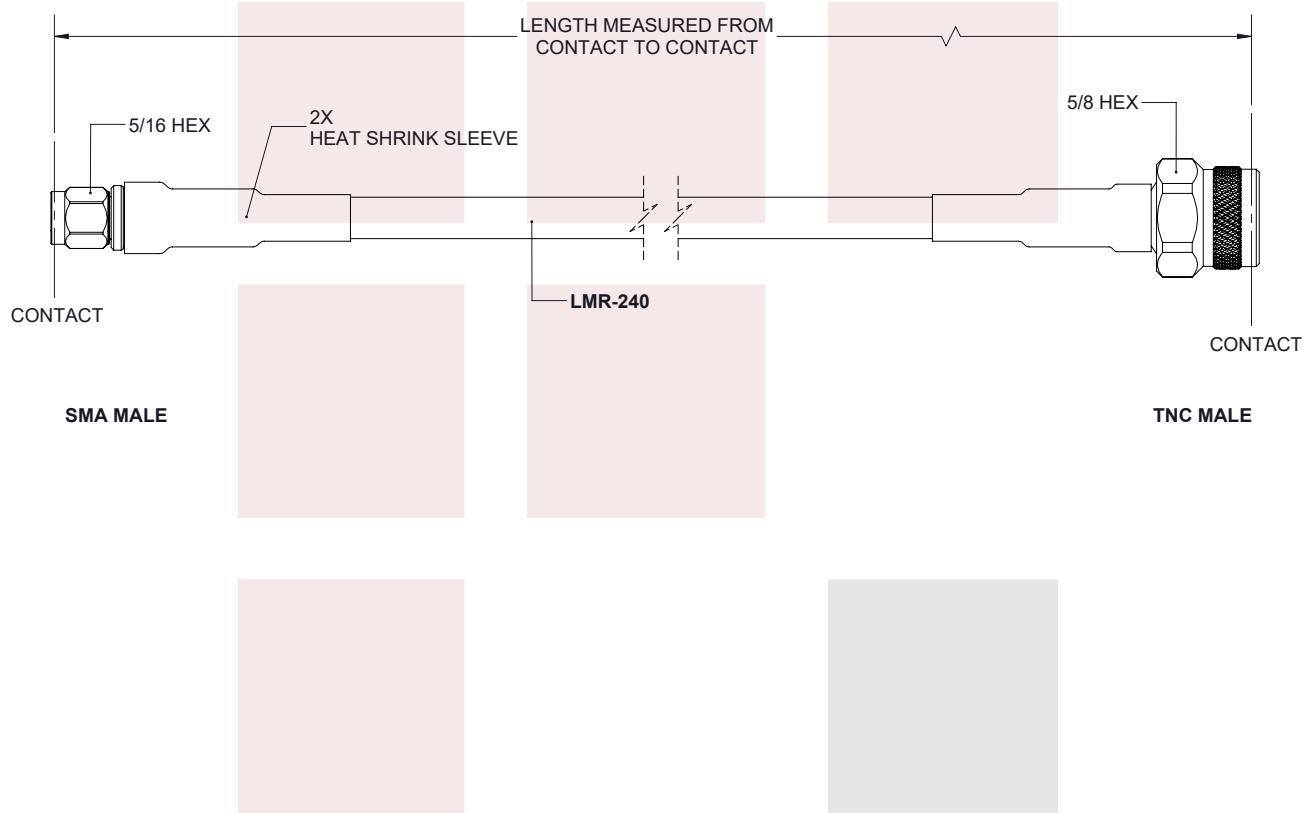 LENGTH MEASURED FROM
CONTACT TO CONTACT
5/16 HEX
2X
HEAT SHRINK SLEEVE
5/8 HEX
LMR-240
CONTACT
CONTACT
SMA MALE
TNC MALE